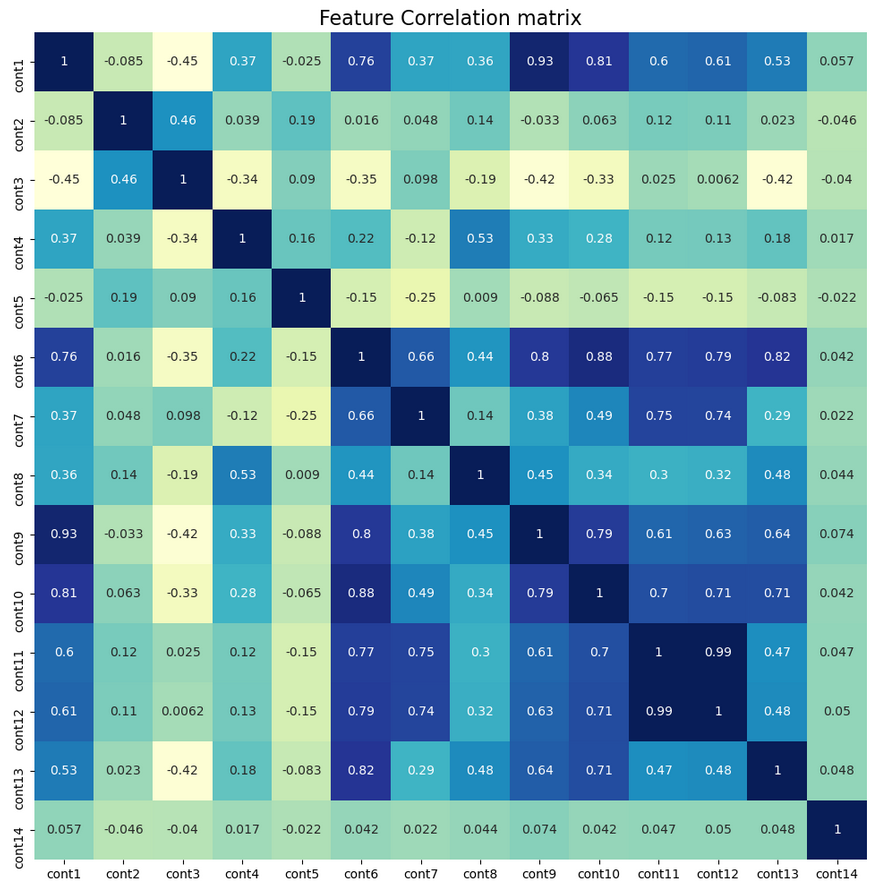 Feature Correlation matrix
cont1 1 -0.085 -0.45 0.37 -0.025 0.76 0.37 0.36 0.93 0.81 0.6 0.61 0.53 0.057
cont2 -0.085 1 0.46 0.039 0.19 0.016 0.048 0.14 -0.033 0.063 0.12 0.11 0.023 -0.046
cont3 -0.45 0.46 1 -0.34 0.09 -0.35 0.098 -0.19 -0.42 -0.33 0.025 0.0062 -0.42 -0.04
cont4 0.37 0.039 -0.34 1 0.16 0.22 -0.12 0.53 0.33 0.28 0.12 0.13 0.18 0.017
cont5 -0.025 0.19 0.09 0.16 1 -0.15 -0.25 0.009 -0.088 -0.065 -0.15 -0.15 -0.083 -0.022
cont6 0.76 0.016 -0.35 0.22 -0.15 1 0.66 0.44 0.8 0.88 0.77 0.79 0.82 0.042
cont7 0.37 0.048 0.098 -0.12 -0.25 0.66 1 0.14 0.38 0.49 0.75 0.74 0.29 0.022
cont8 0.36 0.14 -0.19 0.53 0.009 0.44 0.14 1 0.45 0.34 0.3 0.32 0.48 0.044
cont9 0.93 -0.033 -0.42 0.33 -0.088 0.8 0.38 0.45 1 0.79 0.61 0.63 0.64 0.074
cont10 0.81 0.063 -0.33 0.28 -0.065 0.88 0.49 0.34 0.79 1 0.7 0.71 0.71 0.042
cont11 0.6 0.12 0.025 0.12 -0.15 0.77 0.75 0.3 0.61 0.7 1 0.99 0.47 0.047
cont12 0.61 0.11 0.0062 0.13 -0.15 0.79 0.74 0.32 0.63 0.71 0.99 1 0.48 0.05
cont13 0.53 0.023 -0.42 0.18 -0.083 0.82 0.29 0.48 0.64 0.71 0.47 0.48 1 0.048
cont14 0.057 -0.046 -0.04 0.017 -0.022 0.042 0.022 0.044 0.074 0.042 0.047 0.05 0.048 1
cont1 cont2 cont3 cont4 cont5 cont6 cont7 cont8 cont9 cont10 cont11 cont12 cont13 cont14